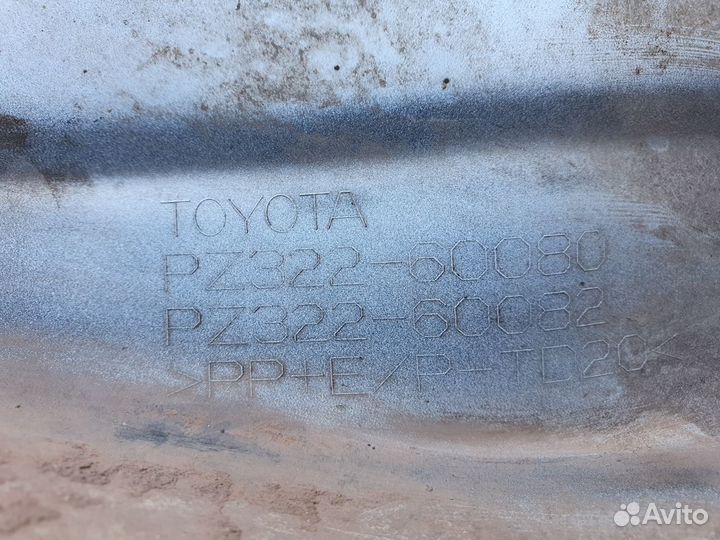 TOYOTA
PZ322-60080
PZ322-60082
>PP+E/P-TD20<
Avito